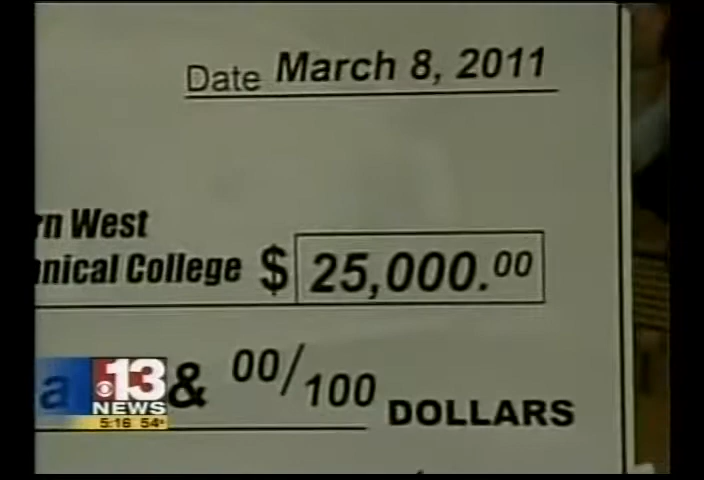 Date March 8, 2011
rn West
nical College $ 25,000.00
a & 00/100 DOLLARS
13
NEWS
5:16 54°